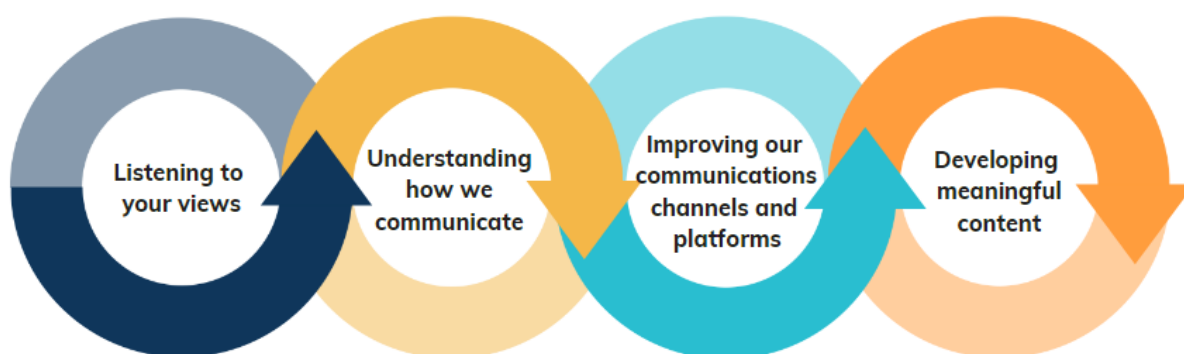 Listening to
your views
Understanding
how we
communicate
Improving our
communications
channels and
platforms
Developing
meaningful
content